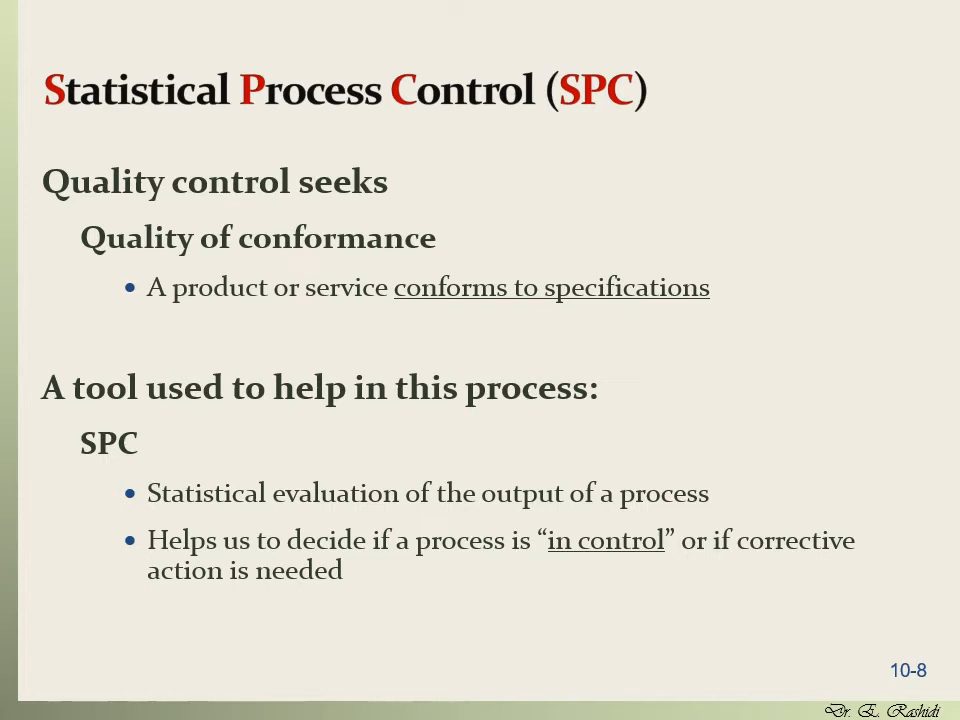 Statistical Process Control (SPC)
Quality control seeks
Quality of conformance
• A product or service conforms to specifications
A tool used to help in this process:
SPC
• Statistical evaluation of the output of a process
• Helps us to decide if a process is “in control” or if corrective
action is needed
10-8
Dr. E. Rashidi